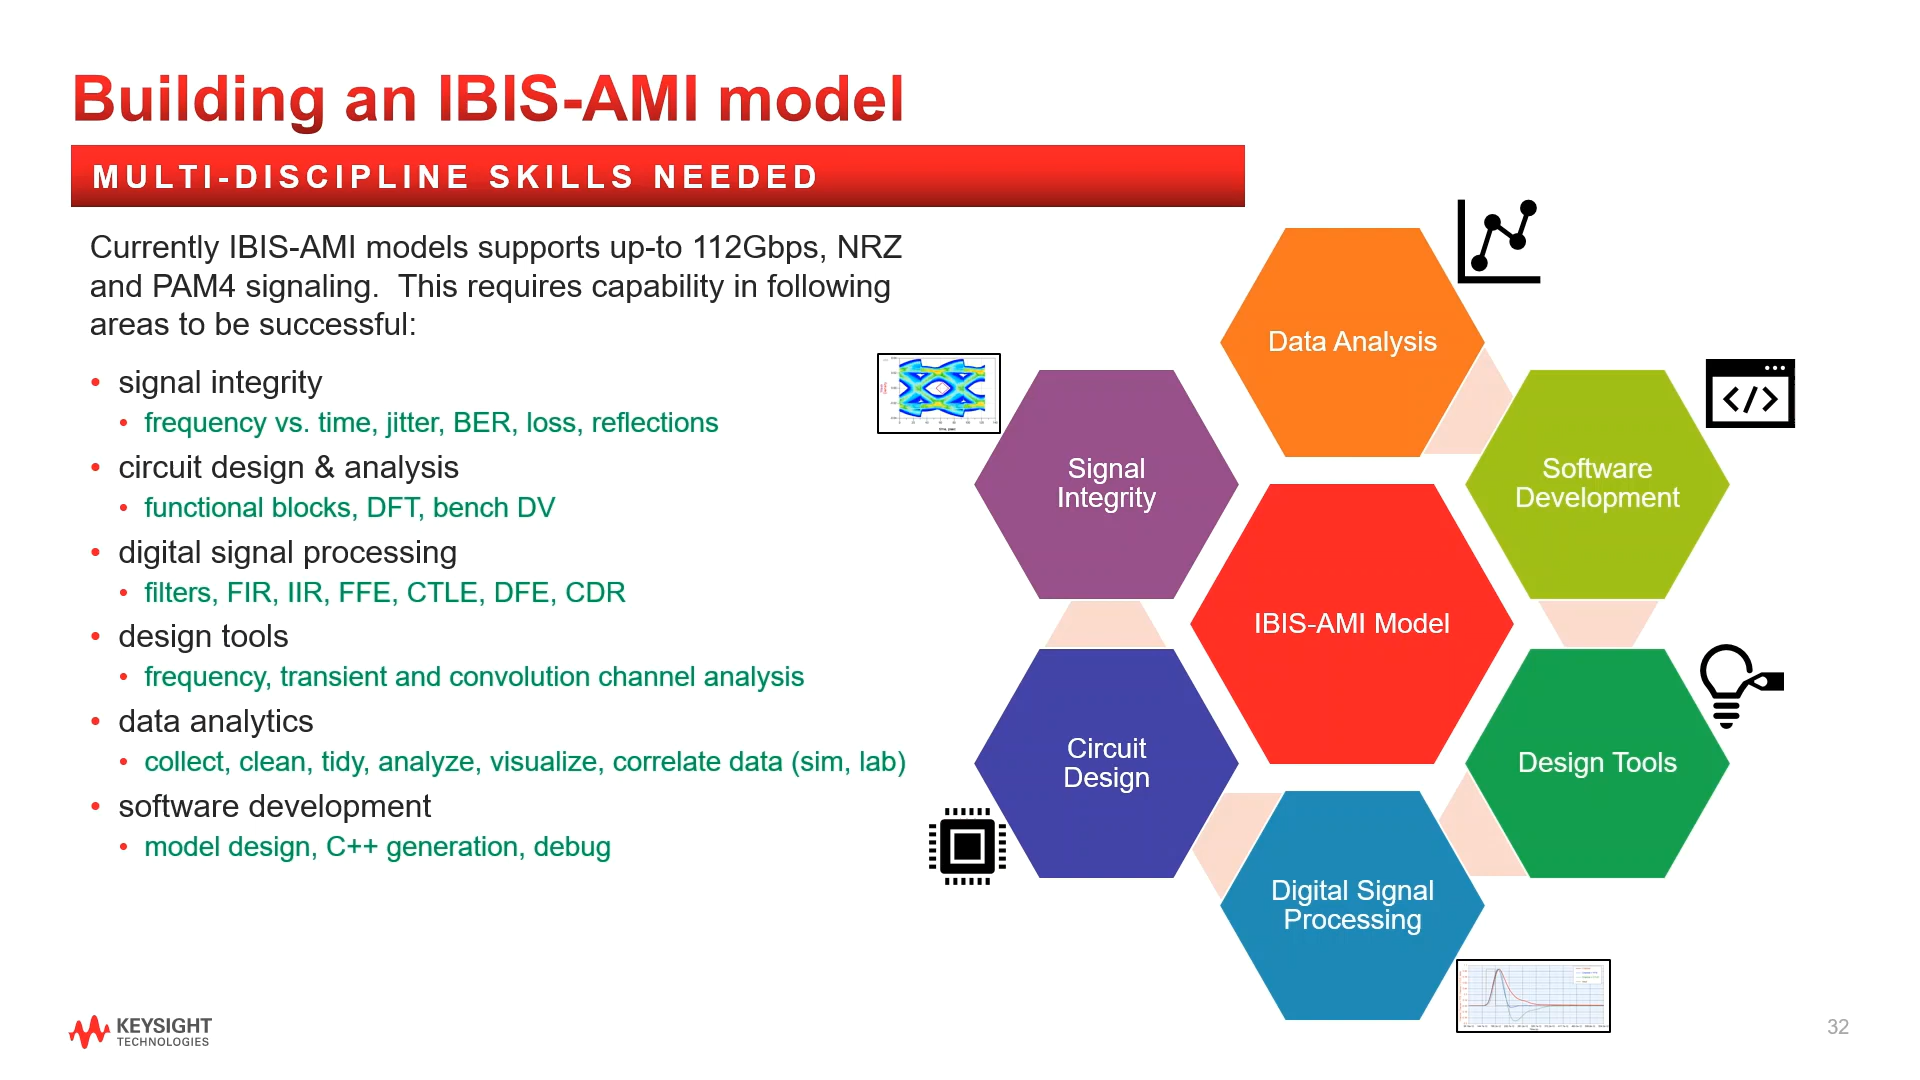 Building an IBIS-AMI model
MULTI-DISCIPLINE SKILLS NEEDED
Currently IBIS-AMI models supports up-to 112Gbps, NRZ
and PAM4 signaling.  This requires capability in following
areas to be successful:
• signal integrity
• frequency vs. time, jitter, BER, loss, reflections
• circuit design & analysis
• functional blocks, DFT, bench DV
• digital signal processing
• filters, FIR, IIR, FFE, CTLE, DFE, CDR
• design tools
• frequency, transient and convolution channel analysis
• data analytics
• collect, clean, tidy, analyze, visualize, correlate data (sim, lab)
• software development
• model design, C++ generation, debug
Data Analysis
Signal
Integrity
Software
Development
</>
IBIS-AMI Model
Circuit
Design
Design Tools
Digital Signal
Processing
KEYSIGHT
TECHNOLOGIES
32